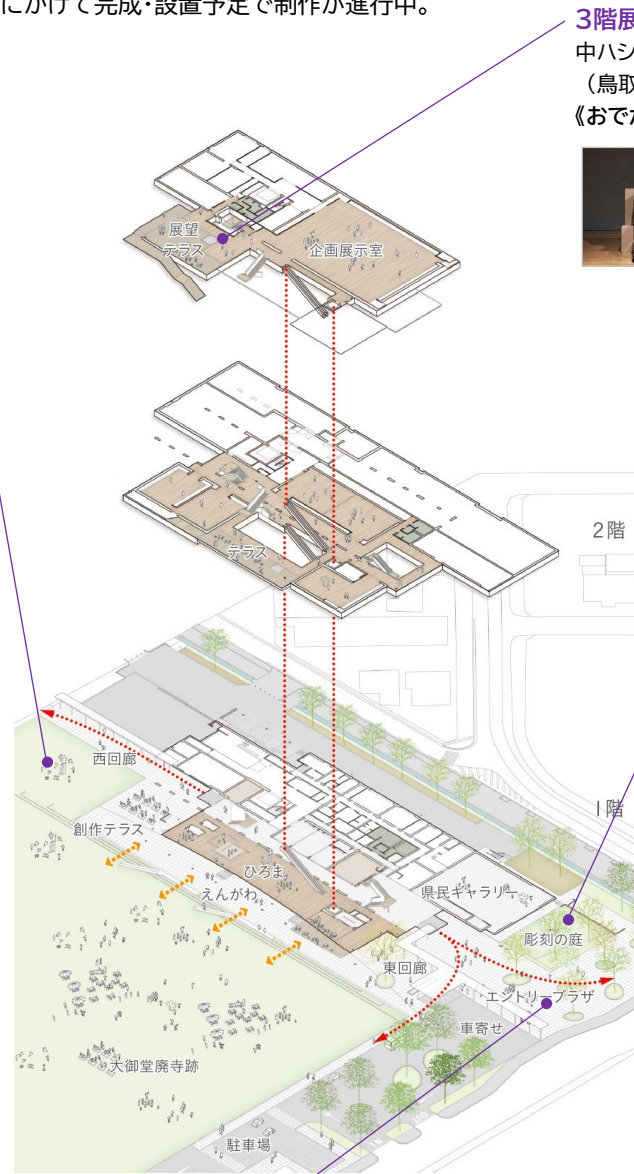 にかけて完成・設置予定で制作が進行中。
3階展
中ハシ
（鳥取
《おでか
展望
テラス
企画展示室
テラス
2階
西回廊
創作テラス
ひろま
えんがわ
県民ギャラリー
1階
彫刻の庭
東回廊
エントリープラザ
車寄せ
大御堂廃寺跡
駐車場